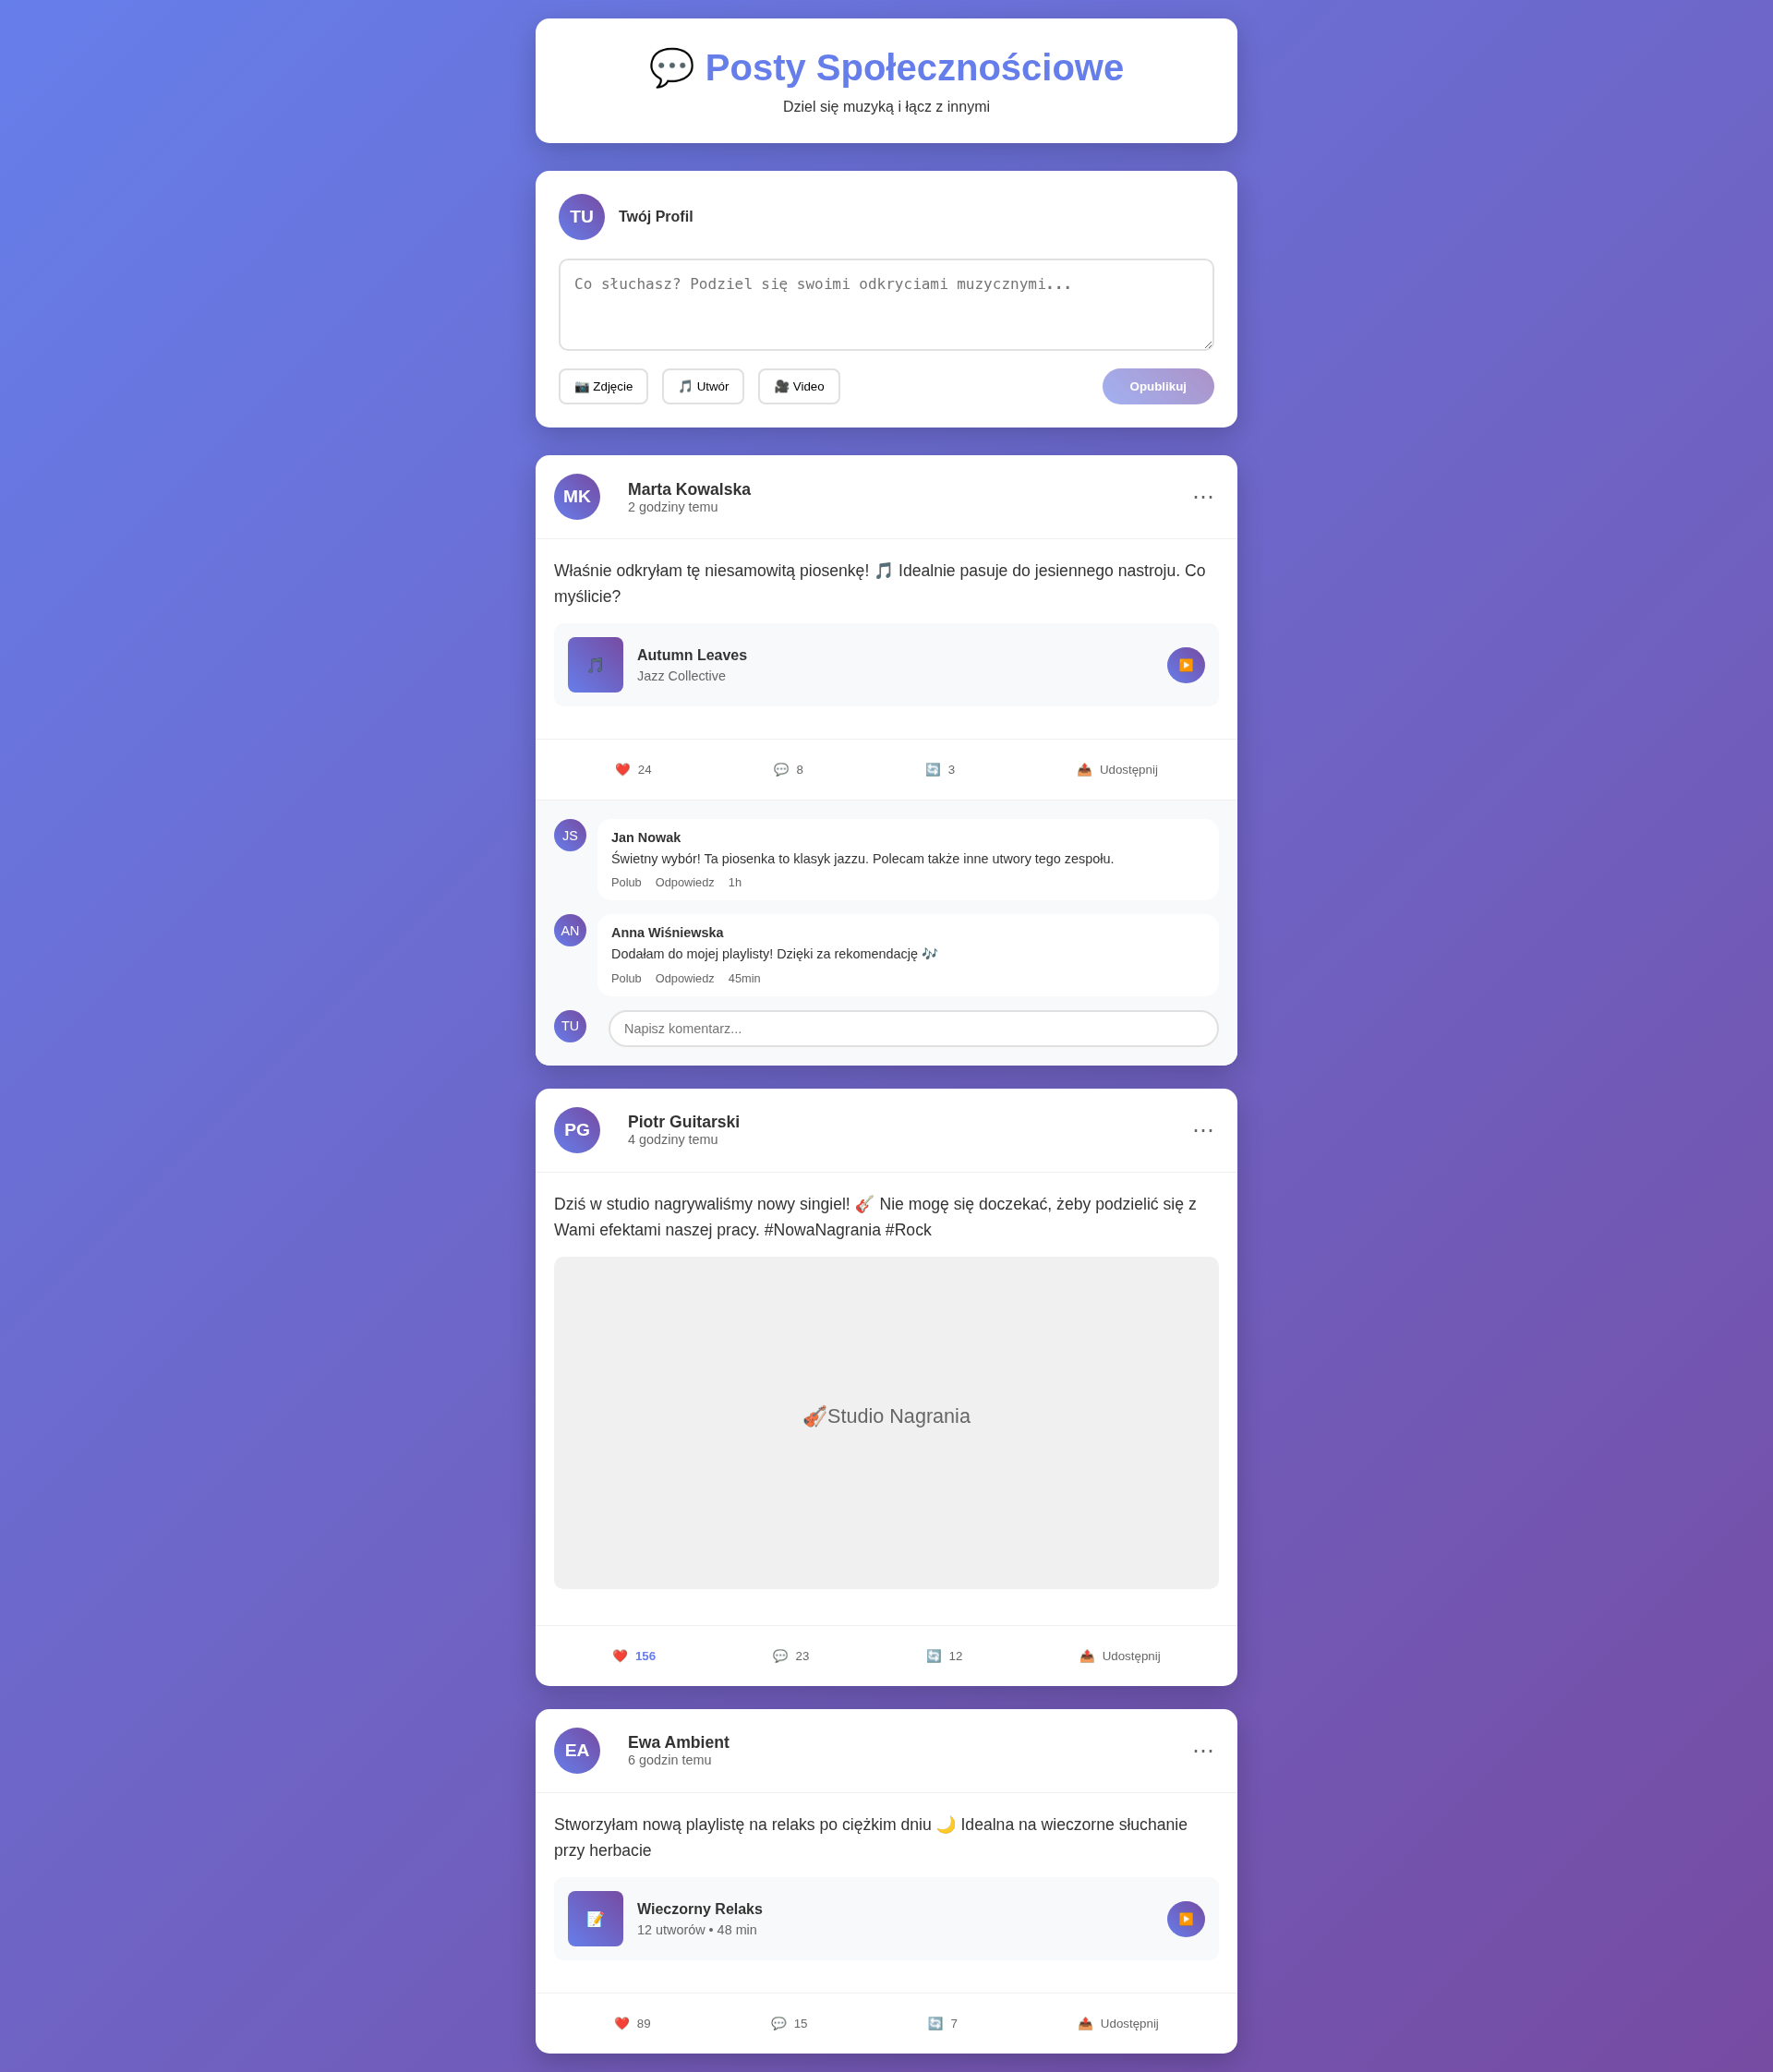 💬 Posty Społecznościowe
Dziel się muzyką i łącz z innymi
TU
Twój Profil
Co słuchasz? Podziel się swoimi odkryciami muzycznymi...
📷 Zdjęcie
🎵 Utwór
🎥 Video
Opublikuj
MK
Marta Kowalska
2 godziny temu
⋯
Właśnie odkryłam tę niesamowitą piosenkę! 🎵 Idealnie pasuje do jesiennego nastroju. Co
myślicie?
🎵
Autumn Leaves
Jazz Collective
▶️
❤️ 24
💬 8
🔄 3
📤 Udostępnij
JS
Jan Nowak
Świetny wybór! Ta piosenka to klasyk jazzu. Polecam także inne utwory tego zespołu.
Polub Odpowiedz 1h
AN
Anna Wiśniewska
Dodałam do mojej playlisty! Dzięki za rekomendację 🎶
Polub Odpowiedz 45min
TU
Napisz komentarz...
PG
Piotr Guitarski
4 godziny temu
⋯
Dziś w studio nagrywaliśmy nowy singiel! 🎸 Nie mogę się doczekać, żeby podzielić się z
Wami efektami naszej pracy. #NowaNagrania #Rock
🎻Studio Nagrania
❤️ 156
💬 23
🔄 12
📤 Udostępnij
EA
Ewa Ambient
6 godzin temu
⋯
Stworzyłam nową playlistę na relaks po ciężkim dniu 🌙 Idealna na wieczorne słuchanie
przy herbacie
📝
Wieczorny Relaks
12 utworów • 48 min
▶️
❤️ 89
💬 15
🔄 7
📤 Udostępnij